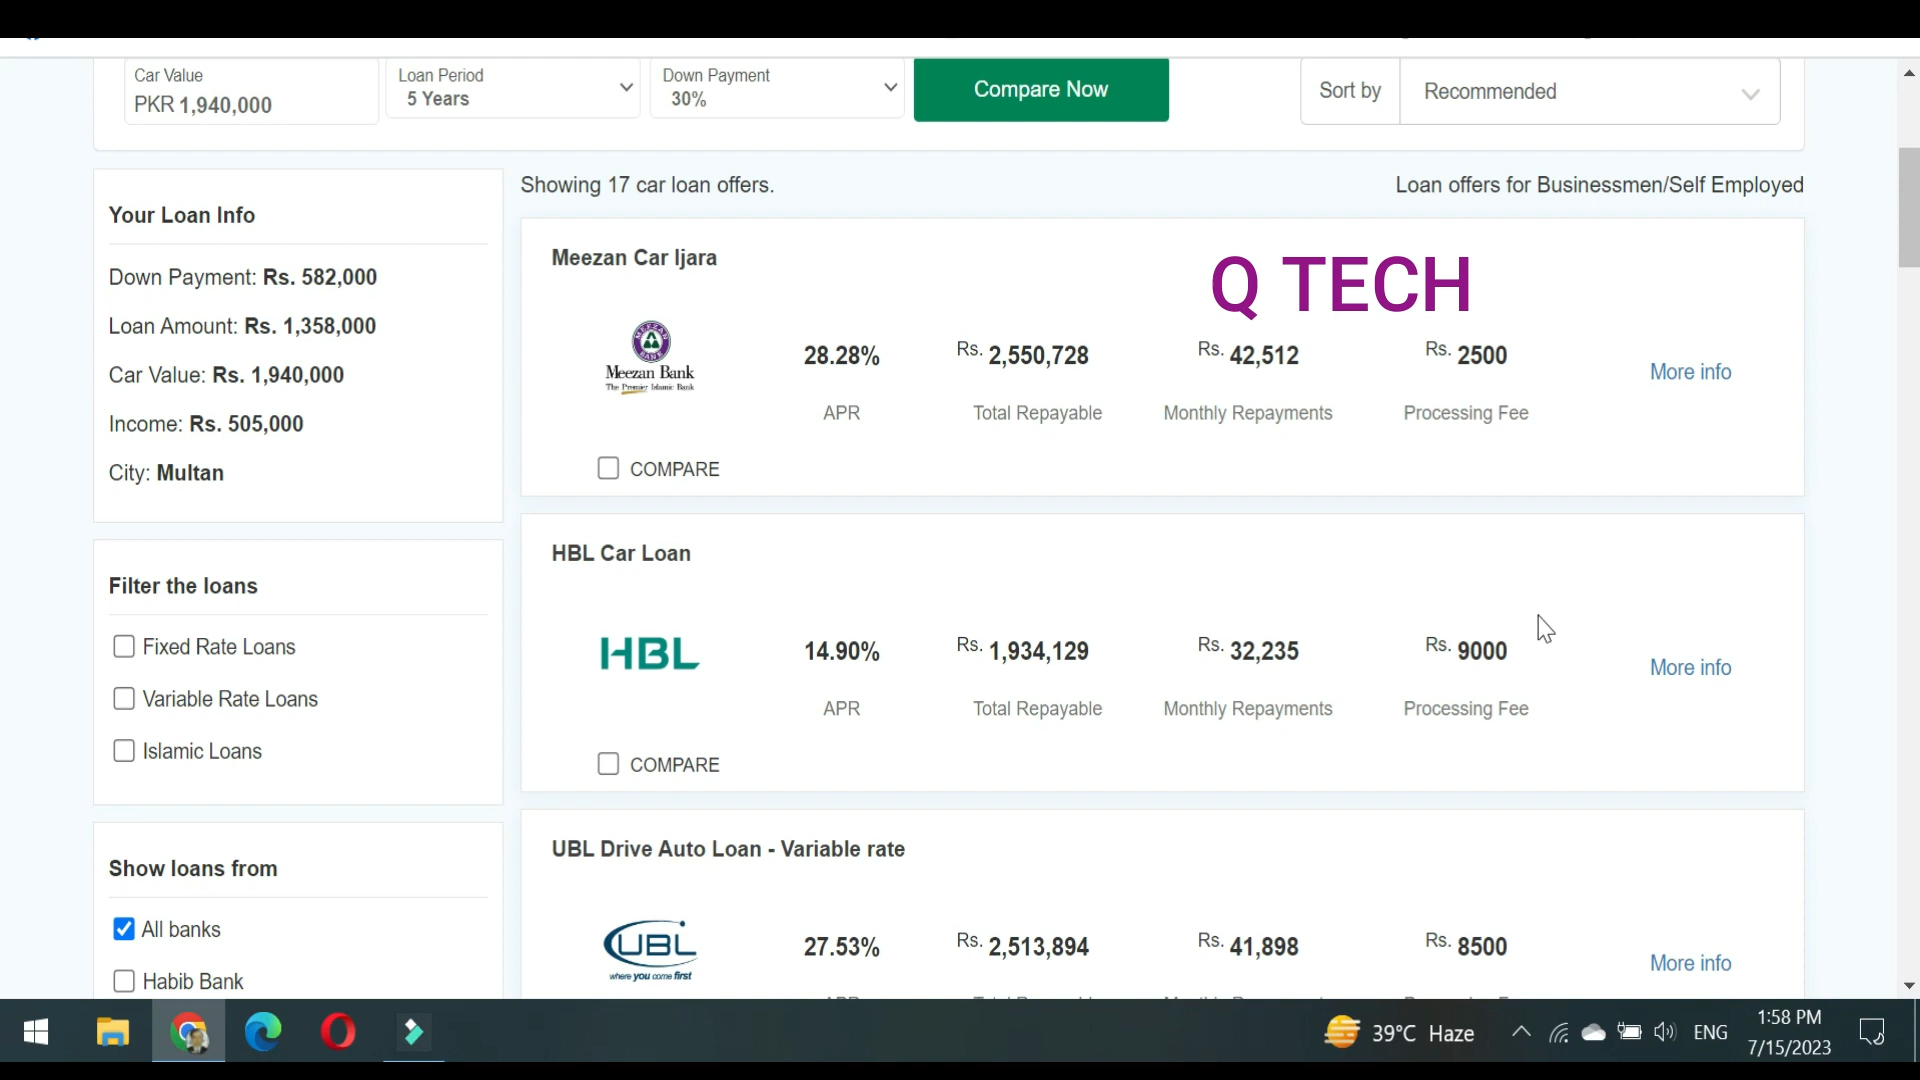 Car Value
PKR 1,940,000
Loan Period
5 Years
Down Payment
30%
Compare Now
Sort by
Recommended
Your Loan Info
Down Payment: Rs. 582,000
Loan Amount: Rs. 1,358,000
Car Value: Rs. 1,940,000
Income: Rs. 505,000
City: Multan
Filter the loans
Fixed Rate Loans
Variable Rate Loans
Islamic Loans
Show loans from
All banks
Habib Bank
Showing 17 car loan offers.
Loan offers for Businessmen/Self Employed
Meezan Car Ijara
Q TECH
MEEZAN BANK
Meezan Bank
The Premier Islamic Bank
28.28% Rs. 2,550,728 Rs. 42,512 Rs. 2500
More info
APR Total Repayable Monthly Repayments Processing Fee
COMPARE
HBL Car Loan
HBL
14.90% Rs. 1,934,129 Rs. 32,235 Rs. 9000
More info
APR Total Repayable Monthly Repayments Processing Fee
COMPARE
UBL Drive Auto Loan - Variable rate
UBL
where you come first
27.53% Rs. 2,513,894 Rs. 41,898 Rs. 8500
More info
39°C Haze
ENG
1:58 PM
7/15/2023